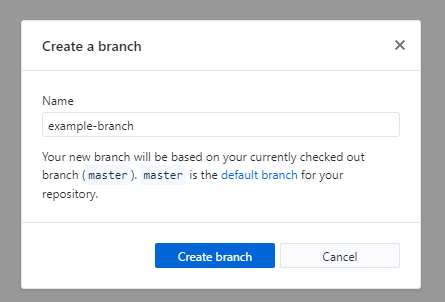 Create a branch
Name
example-branch
Your new branch will be based on your currently checked out
branch (master). master is the default branch for your
repository.
Create branch
Cancel